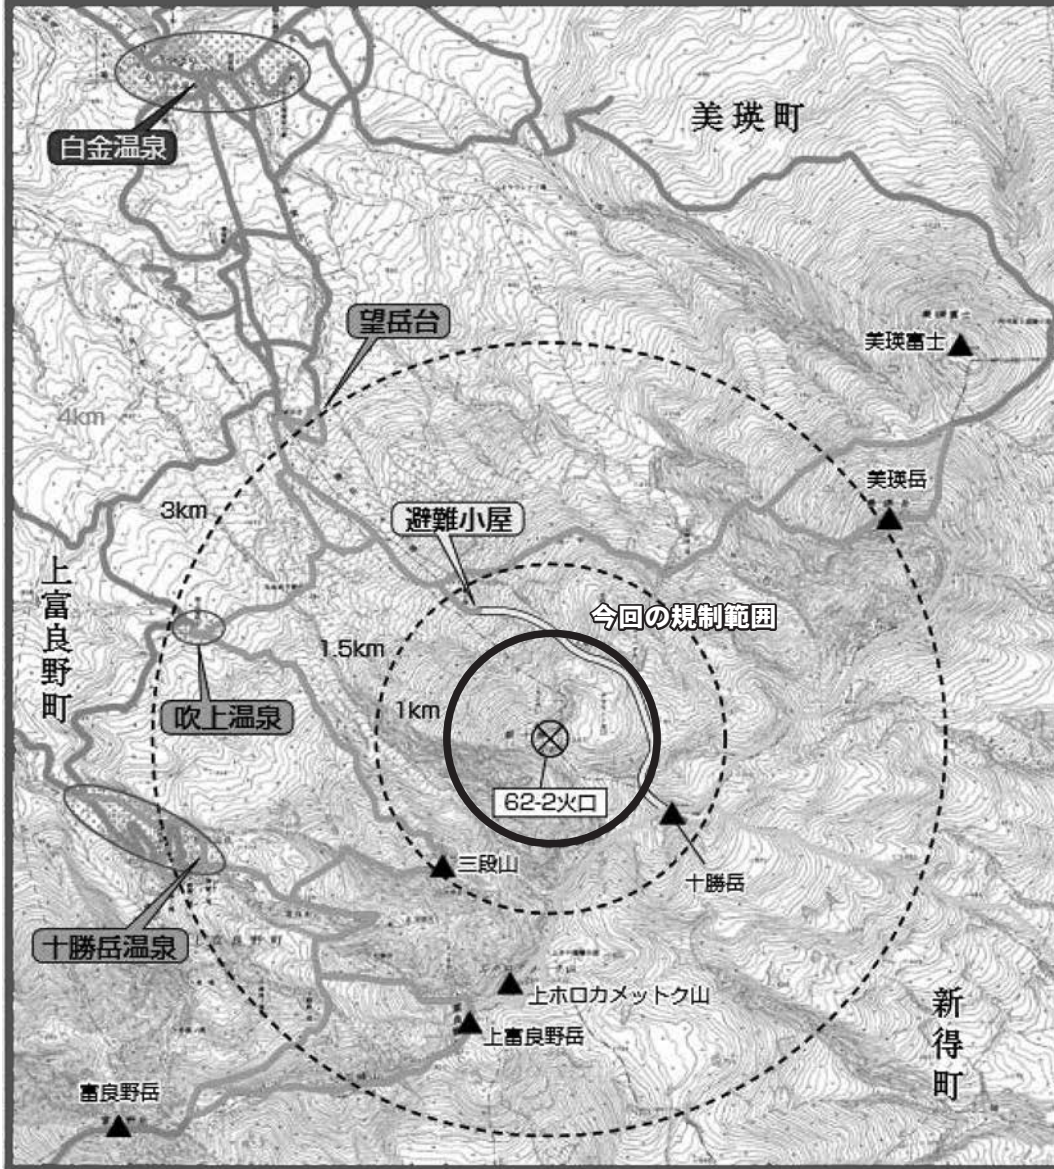 白金温泉
美瑛町
望岳台
美瑛富士
4km
美瑛岳
3km
避難小屋
上富良野町
今回の規制範囲
1.5km
吹上温泉
1km
62-2火口
三段山
十勝岳
十勝岳温泉
上ホロカメットク山
上富良野岳
新得町
富良野岳